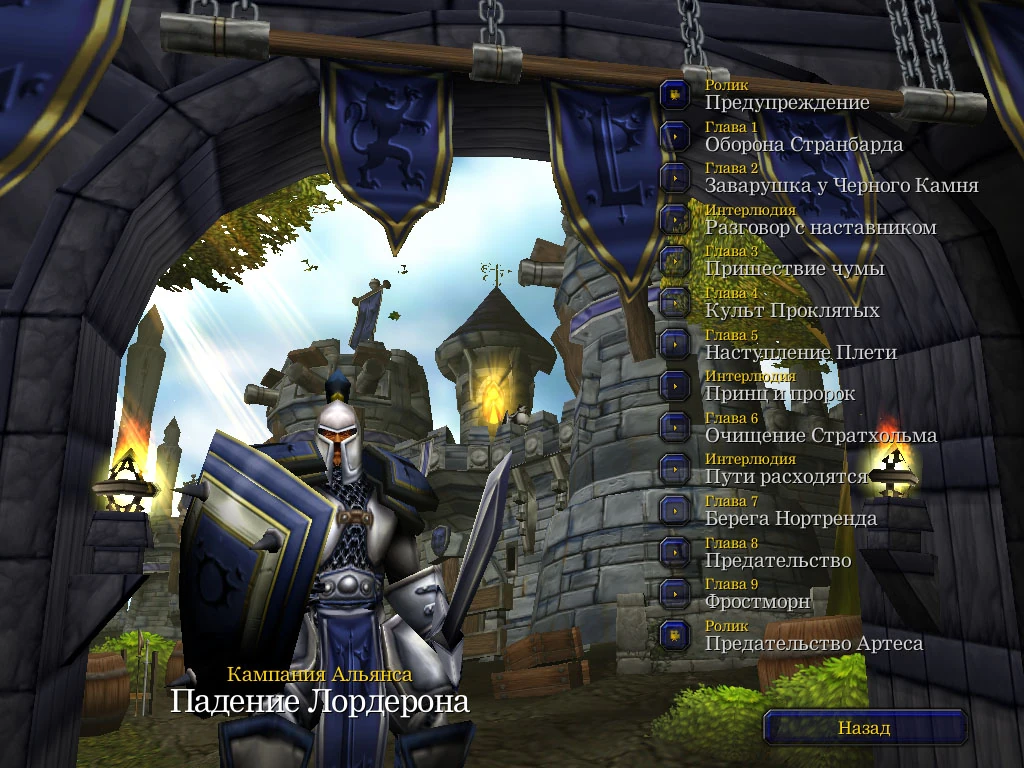 Ролик
Предупреждение
Глава 1
Оборона Странбарда
Глава 2
Заварушка у Черного Камня
Интерлюдия
Разговор с наставником
Глава 3
Пришествие чумы
Глава 4
Культ Проклятых
Глава 5
Наступление Плети
Интерлюдия
Принц и пророк
Глава 6
Очищение Стратхольма
Интерлюдия
Пути расходятся
Глава 7
Берега Нортренда
Глава 8
Предательство
Глава 9
Фростморн
Ролик
Предательство Артеса
Кампания Альянса
Падение Лордерона
Назад